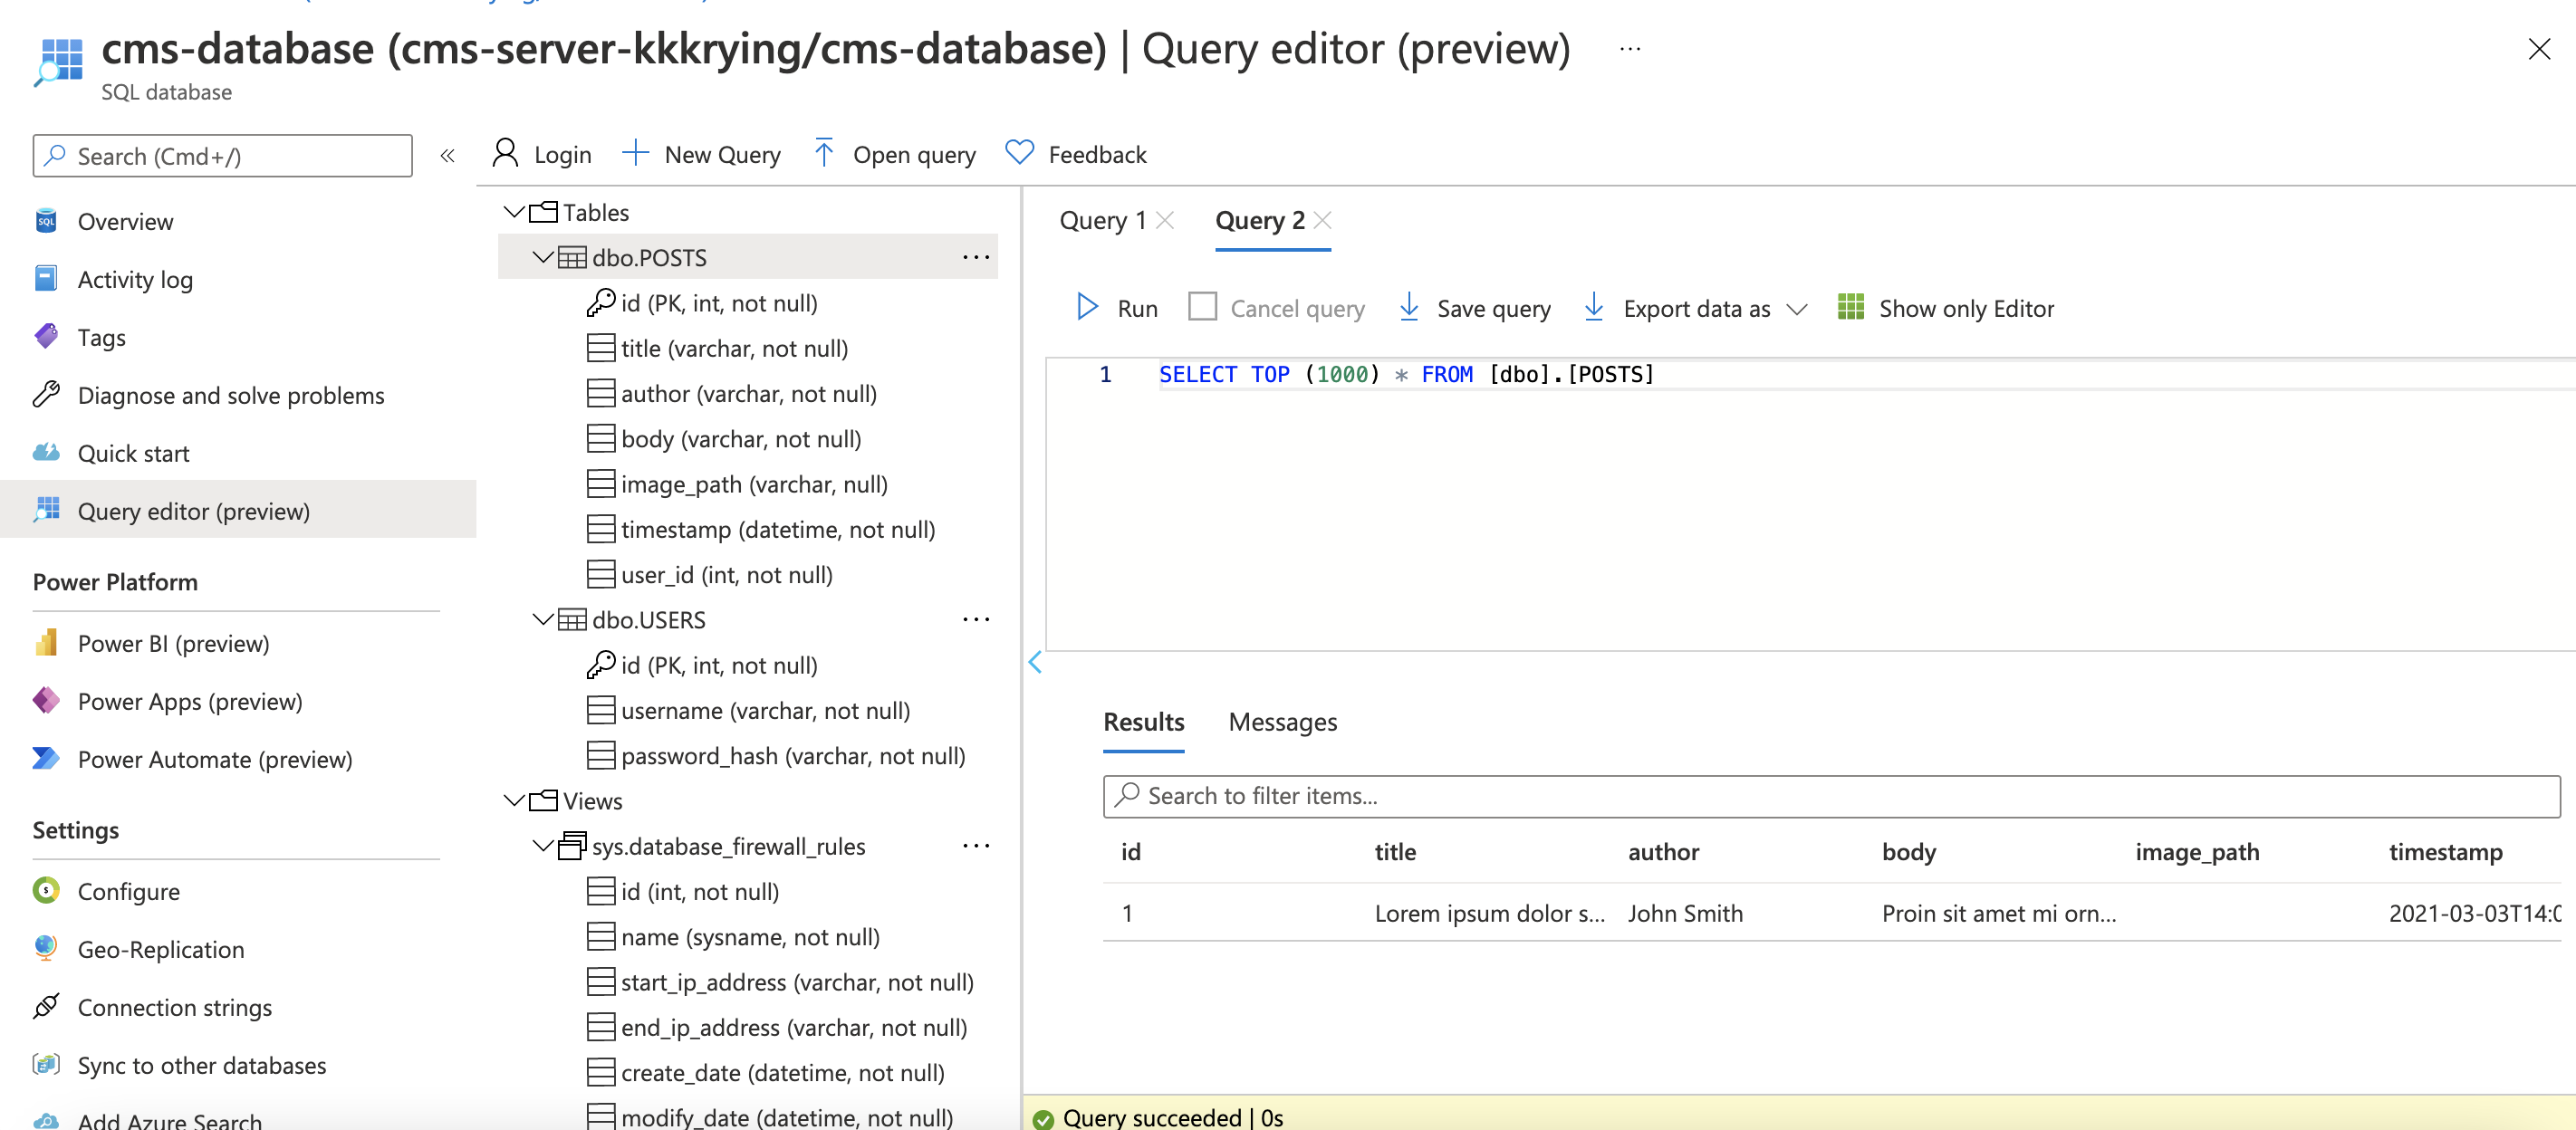 cms-database (cms-server-kkkrying/cms-database) | Query editor (preview) ...
SQL database
Search (Cmd+/)
«
Login
New Query
Open query
Feedback
Overview
Activity log
Tags
Diagnose and solve problems
Quick start
Query editor (preview)
Power Platform
Power BI (preview)
Power Apps (preview)
Power Automate (preview)
Settings
Configure
Geo-Replication
Connection strings
Sync to other databases
Add Azure Search
Tables
dbo.POSTS ...
id (PK, int, not null)
title (varchar, not null)
author (varchar, not null)
body (varchar, not null)
image_path (varchar, null)
timestamp (datetime, not null)
user_id (int, not null)
dbo.USERS ...
id (PK, int, not null)
username (varchar, not null)
password_hash (varchar, not null)
Views
sys.database_firewall_rules ...
id (int, not null)
name (sysname, not null)
start_ip_address (varchar, not null)
end_ip_address (varchar, not null)
create_date (datetime, not null)
modify_date (datetime, not null)
Query 1
Query 2
Run
Cancel query
Save query
Export data as
Show only Editor
1 SELECT TOP (1000) * FROM [dbo].[POSTS]
Results
Messages
Search to filter items...
id title author body image_path timestamp
1 Lorem ipsum dolor s... John Smith Proin sit amet mi orn... 2021-03-03T14:0
Query succeeded | 0s